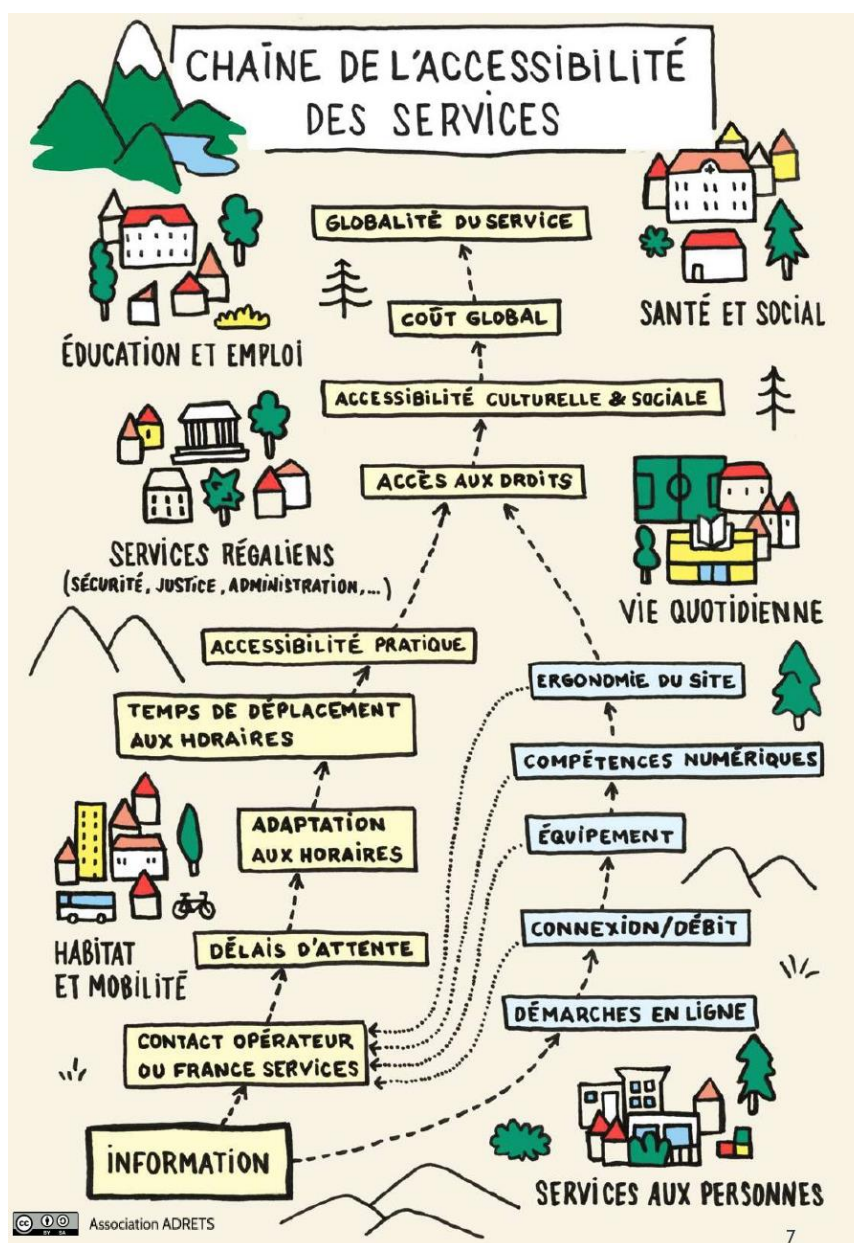 CHAÎNE DE L'ACCESSIBILITÉ
DES SERVICES
GLOBALITÉ DU SERVICE
COÛT GLOBAL
SANTÉ ET SOCIAL
ÉDUCATION ET EMPLOI
ACCESSIBILITÉ CULTURELLE & SOCIALE
ACCÈS AUX DROITS
SERVICES RÉGALIENS
(SÉCURITÉ, JUSTICE, ADMINISTRATION,...)
VIE QUOTIDIENNE
ACCESSIBILITÉ PRATIQUE
ERGONOMIE DU SITE
TEMPS DE DÉPLACEMENT
AUX HORAIRES
COMPÉTENCES NUMÉRIQUES
ADAPTATION
AUX HORAIRES
ÉQUIPEMENT
CONNEXION/DÉBIT
DÉLAIS D'ATTENTE
HABITAT
ET MOBILITÉ
DÉMARCHES EN LIGNE
CONTACT OPÉRATEUR
OU FRANCE SERVICES
INFORMATION
SERVICES AUX PERSONNES
cc BY SA
Association ADRETS
7